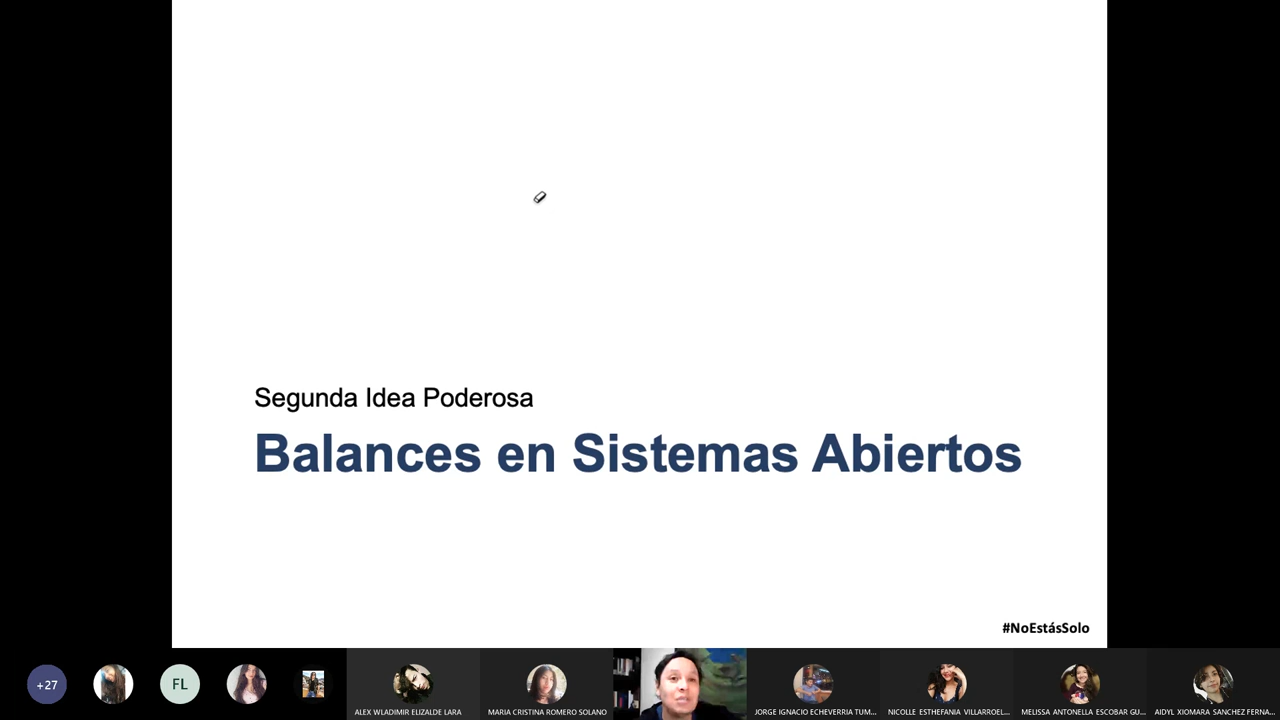 Segunda Idea Poderosa
Balances en Sistemas Abiertos
#NoEstásSolo
+27
FL
ALEX WLADIMIR ELIZALDE LARA
MARIA CRISTINA ROMERO SOLANO
JORGE IGNACIO ECHEVERRIA TUM...
NICOLLE ESTHEFANIA VILLARROEL...
MELISSA ANTONELLA ESCOBAR GU...
AIDYL XIOMARA SANCHEZ FERNA...